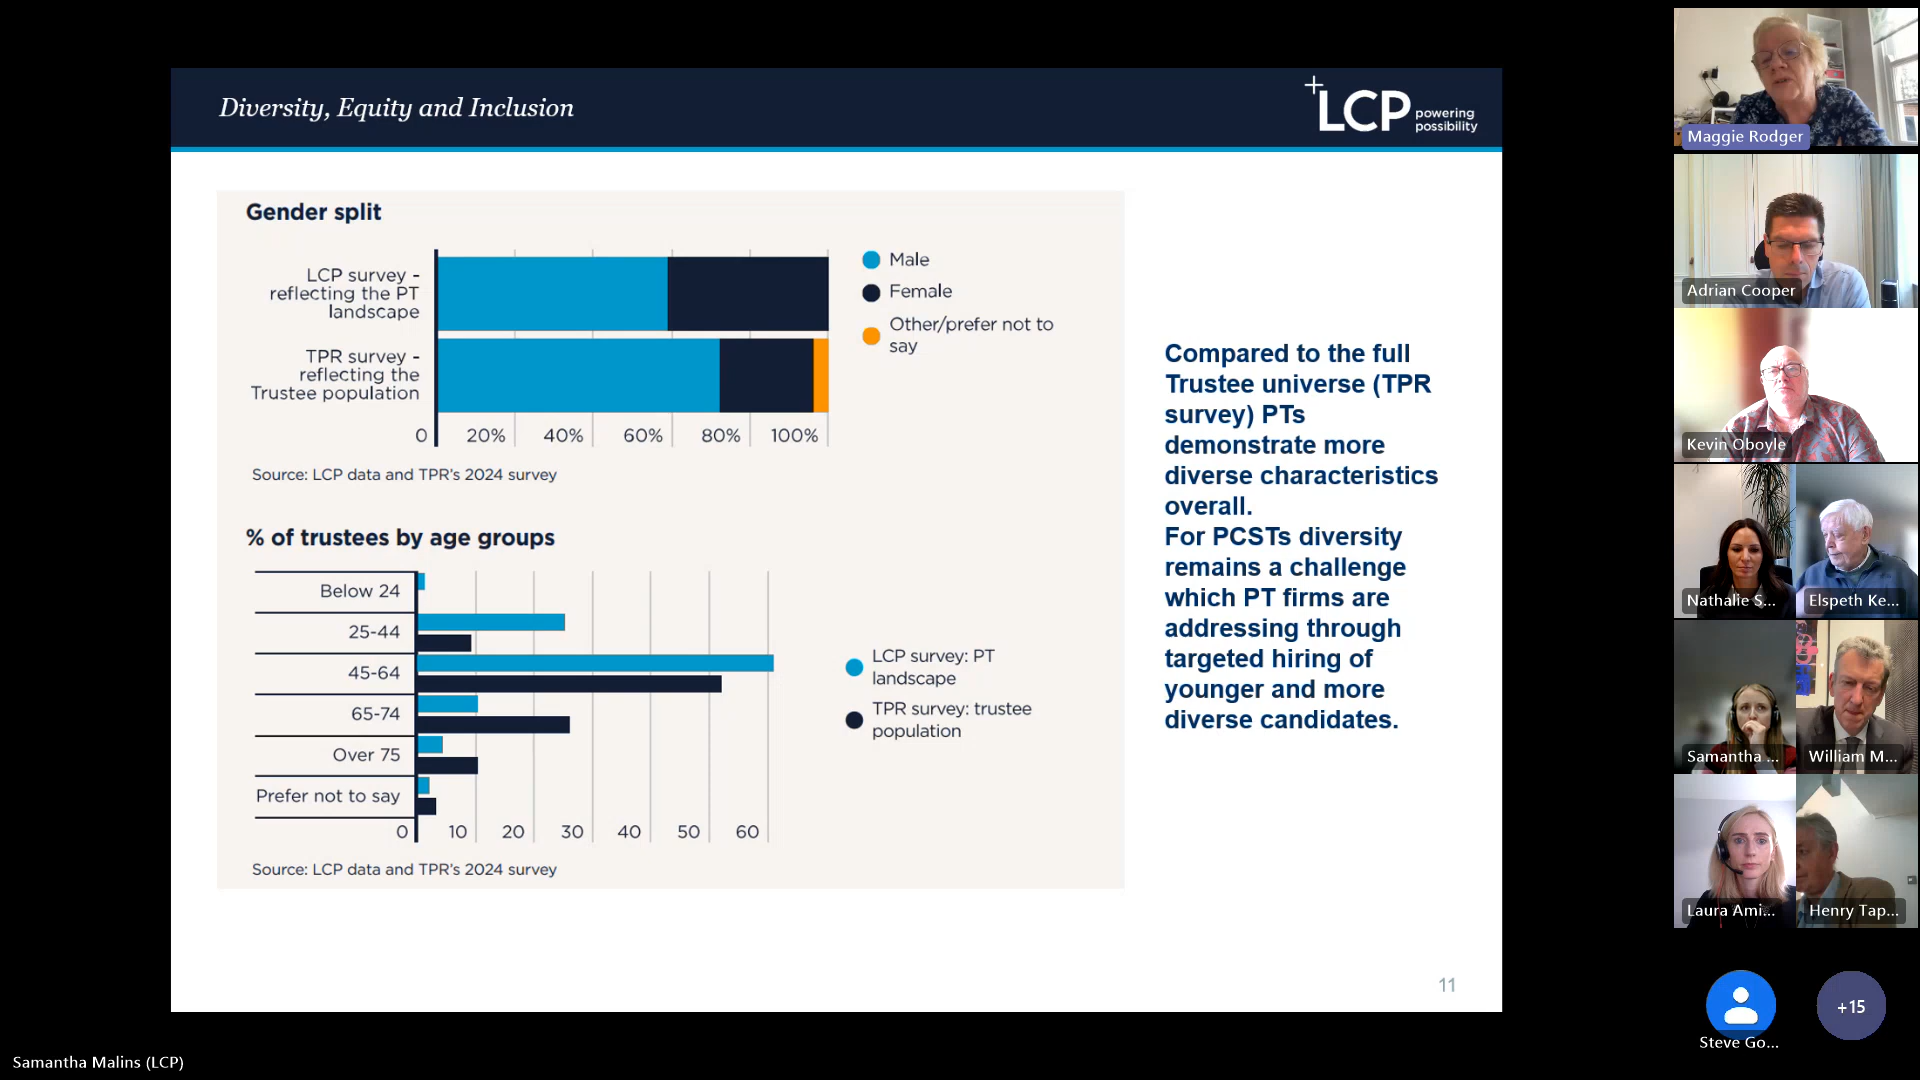 Diversity, Equity and Inclusion
LCP powering
possibility
Gender split
LCP survey -
reflecting the PT
landscape
TPR survey -
reflecting the
Trustee population
0 20% 40% 60% 80% 100%
Male
Female
Other/prefer not to
say
Source: LCP data and TPR's 2024 survey
% of trustees by age groups
Below 24
25-44
45-64
65-74
Over 75
Prefer not to say
0 10 20 30 40 50 60
LCP survey: PT
landscape
TPR survey: trustee
population
Source: LCP data and TPR's 2024 survey
Compared to the full
Trustee universe (TPR
survey) PTs
demonstrate more
diverse characteristics
overall.
For PCSTs diversity
remains a challenge
which PT firms are
addressing through
targeted hiring of
younger and more
diverse candidates.
11
Maggie Rodger
Adrian Cooper
Kevin Oboyle
Nathalie S...
Elspeth Ke...
Samantha ...
William M...
Laura Ami...
Henry Tap...
Steve Go...
+15
Samantha Malins (LCP)